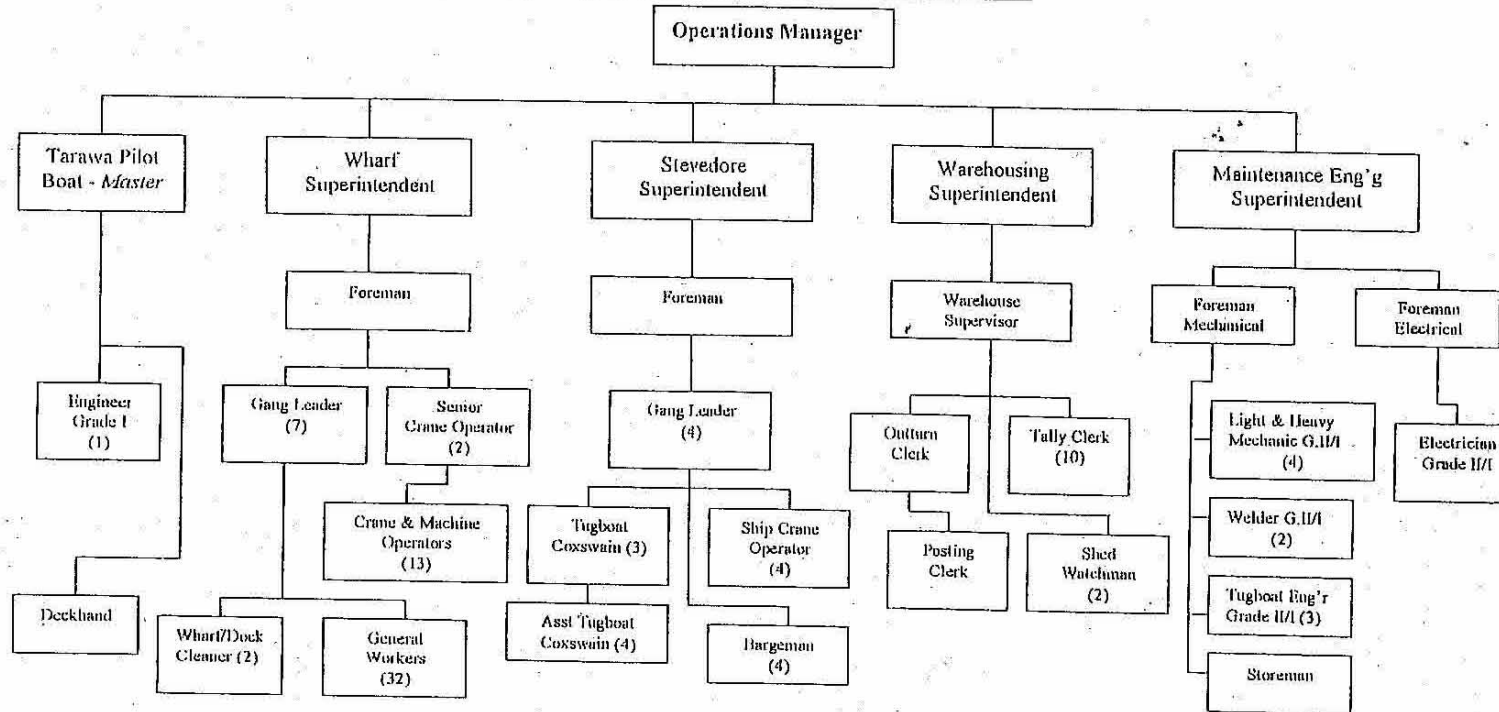 Operations Manager
Tarawa Pilot
Boat - Master
Wharf
Superintendent
Stevedore
Superintendent
Warehousing
Superintendent
Maintenance Eng'g
Superintendent
Foreman
Foreman
Warehouse
Supervisor
Foreman
Mechanical
Foreman
Electrical
Engineer
Grade I
(1)
Gang Leader
(7)
Senior
Crane Operator
(2)
Gang Leader
(4)
Outturn
Clerk
Tally Clerk
(10)
Light & Heavy
Mechanic G.II/I
(4)
Electrician
Grade II/I
Crane & Machine
Operators
(13)
Tugboat
Coxswain (3)
Ship Crane
Operator
(4)
Posting
Clerk
Shed
Watchman
(2)
Welder G.II/I
(2)
Deckhand
Wharf/Dock
Cleaner (2)
General
Workers
(32)
Asst Tugboat
Coxswain (4)
Bargeman
(4)
Tugboat Eng'r
Grade II/I (3)
Storeman